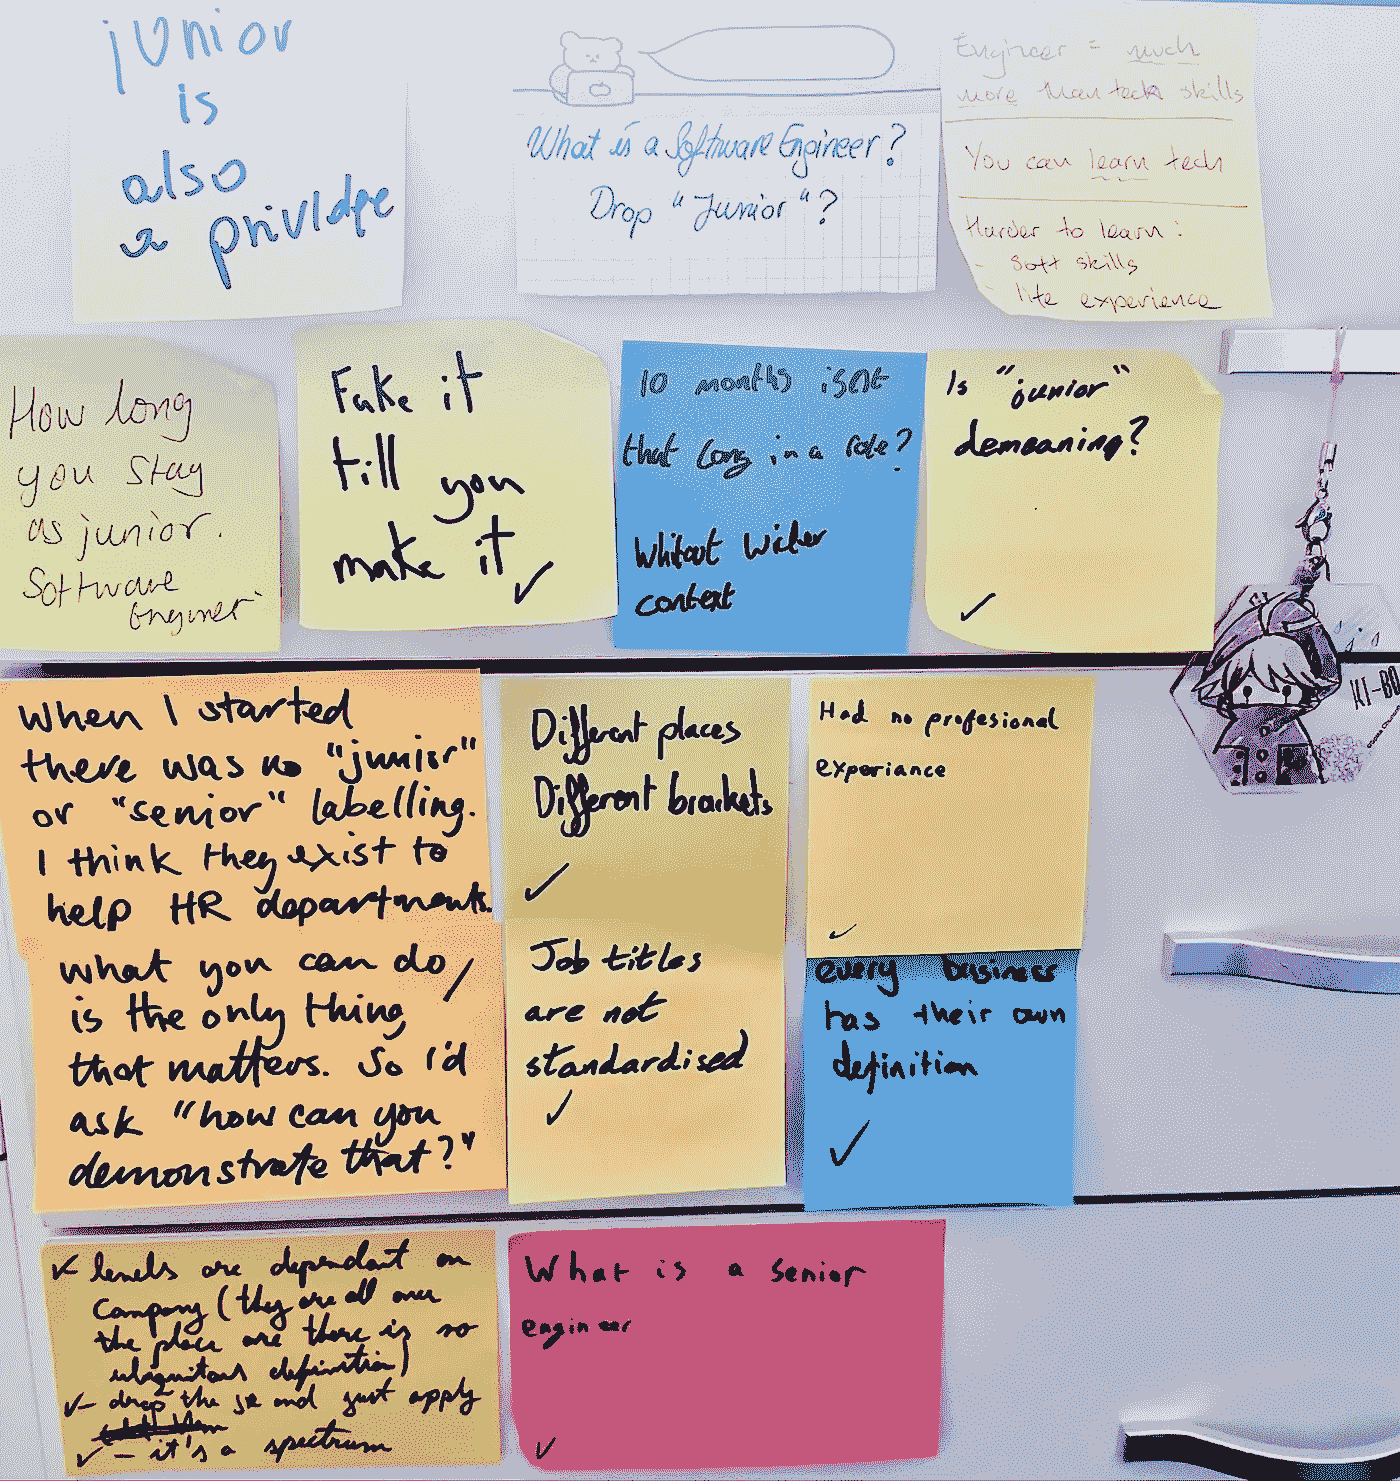 junior
is
also
a privldge
What is a Software Engineer?
Drop "Junior"?
Engineer = much
more than tech skills
You can learn tech
Harder to learn:
- soft skills
- life experience
How long
you stay
as junior.
Software
Engineer
Fake it
till you
make it ✓
10 months isnt
that long in a role?
Whitout wider
context
Is "junior"
demeaning?
✓
KI-BO
When I started
there was no "junior"
or "senior" labelling.
I think they exist to
help HR departments.
What you can do,
is the only thing
that matters. So I'd
ask "how can you
demonstrate that?"
Different places
Different brackets
✓
Job titles
are not
standardised
✓
Had no profesional
experiance
✓
every business
has their own
definition
✓
✓ levels are dependant on
company (they are all over
the place are there is no
ubiquitous definition)
✓ - drop the jr and just apply
✓ - it's a spectrum
What is a senior
engineer
✓